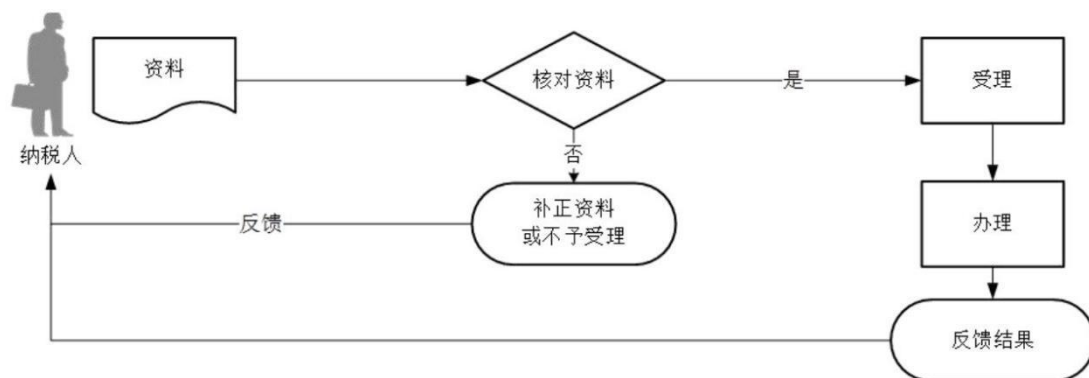 资料
核对资料
是
受理
纳税人
否
补正资料
或不予受理
反馈
办理
反馈结果